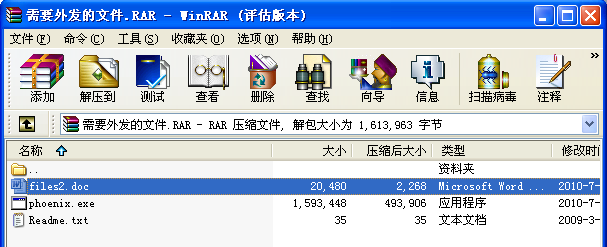 需要外发的文件.RAR - WinRAR (评估版本)
文件(F) 命令(C) 工具(S) 收藏夹(O) 选项(N) 帮助(H)
添加 解压到 测试 查看 删除 查找 向导 信息 扫描病毒 注释
需要外发的文件.RAR - RAR 压缩文件, 解包大小为 1,613,963 字节
名称 大小 压缩后大小 类型 修改时间
.. 资料夹
files2.doc 20,480 2,268 Microsoft Word ... 2010-7-
phoenix.exe 1,593,448 493,906 应用程序 2010-7-
Readme.txt 35 35 文本文档 2009-3-